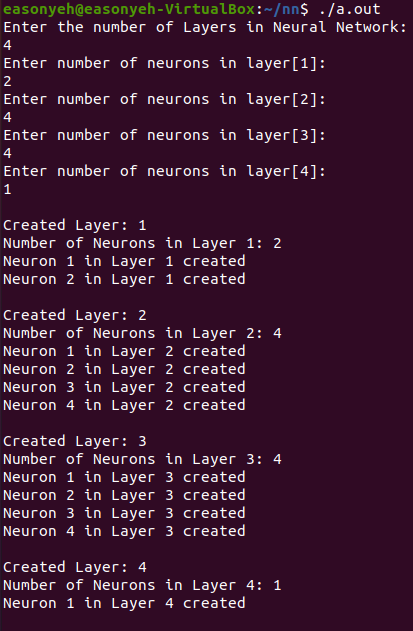 easonyeh@easonyeh-VirtualBox:~/nn$ ./a.out
Enter the number of Layers in Neural Network:
4
Enter number of neurons in layer[1]:
2
Enter number of neurons in layer[2]:
4
Enter number of neurons in layer[3]:
4
Enter number of neurons in layer[4]:
1
Created Layer: 1
Number of Neurons in Layer 1: 2
Neuron 1 in Layer 1 created
Neuron 2 in Layer 1 created
Created Layer: 2
Number of Neurons in Layer 2: 4
Neuron 1 in Layer 2 created
Neuron 2 in Layer 2 created
Neuron 3 in Layer 2 created
Neuron 4 in Layer 2 created
Created Layer: 3
Number of Neurons in Layer 3: 4
Neuron 1 in Layer 3 created
Neuron 2 in Layer 3 created
Neuron 3 in Layer 3 created
Neuron 4 in Layer 3 created
Created Layer: 4
Number of Neurons in Layer 4: 1
Neuron 1 in Layer 4 created